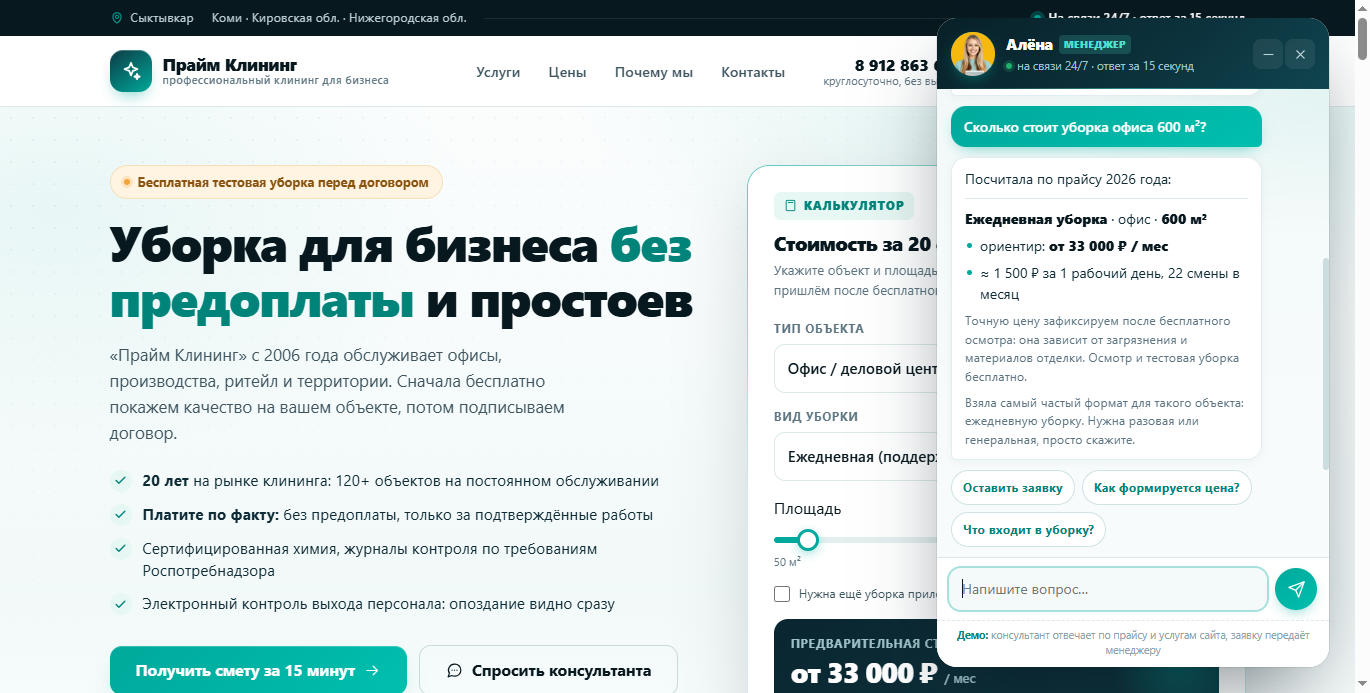 Сыктывкар Коми · Кировская обл. · Нижегородская обл.
На связи 24/7 · ответ за 15 секунд
Прайм Клининг
профессиональный клининг для бизнеса
Услуги Цены Почему мы Контакты
8 912 863
круглосуточно, без
Бесплатная тестовая уборка перед договором
Уборка для бизнеса без
предоплаты и простоев
«Прайм Клининг» с 2006 года обслуживает офисы,
производства, ритейл и территории. Сначала бесплатно
покажем качество на вашем объекте, потом подписываем
договор.
20 лет на рынке клининга: 120+ объектов на постоянном обслуживании
Платите по факту: без предоплаты, только за подтверждённые работы
Сертифицированная химия, журналы контроля по требованиям
Роспотребнадзора
Электронный контроль выхода персонала: опоздание видно сразу
Получить смету за 15 минут →
Спросить консультанта
КАЛЬКУЛЯТОР
Стоимость за 20
Укажите объект и площадь
пришлём после
ТИП ОБЪЕКТА
Офис / деловой
ВИД УБОРКИ
Ежедневная
Площадь
50 м²
Нужна ещё уборка
ПРЕДВАРИТЕЛЬНАЯ
от 33 000 ₽ / мес
Алёна МЕНЕДЖЕР
на связи 24/7 · ответ за 15 секунд
Сколько стоит уборка офиса 600 м²?
Посчитала по прайсу 2026 года:
Ежедневная уборка · офис · 600 м²
ориентир: от 33 000 ₽ / мес
≈ 1 500 ₽ за 1 рабочий день, 22 смены в
месяц
Точную цену зафиксируем после бесплатного
осмотра: она зависит от загрязнения и
материалов отделки. Осмотр и тестовая уборка
бесплатно.
Взяла самый частый формат для такого объекта:
ежедневную уборку. Нужна разовая или
генеральная, просто скажите.
Оставить заявку
Как формируется цена?
Что входит в уборку?
Напишите вопрос...
Демо: консультант отвечает по прайсу и услугам сайта, заявку передаёт
менеджеру